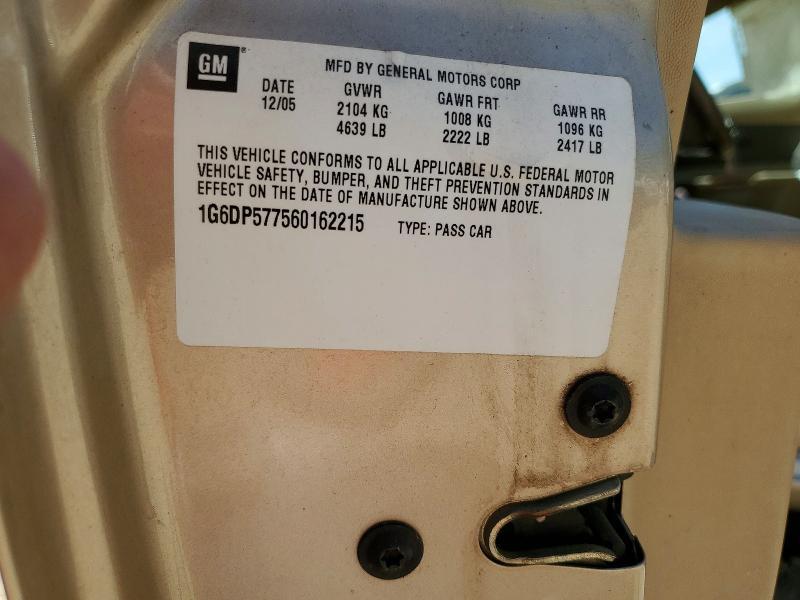 GM
MFD BY GENERAL MOTORS CORP
DATE GVWR GAWR FRT GAWR RR
12/05 2104 KG 1008 KG 1096 KG
4639 LB 2222 LB 2417 LB
THIS VEHICLE CONFORMS TO ALL APPLICABLE U.S. FEDERAL MOTOR
VEHICLE SAFETY, BUMPER, AND THEFT PREVENTION STANDARDS IN
EFFECT ON THE DATE OF MANUFACTURE SHOWN ABOVE.
1G6DP577560162215 TYPE: PASS CAR